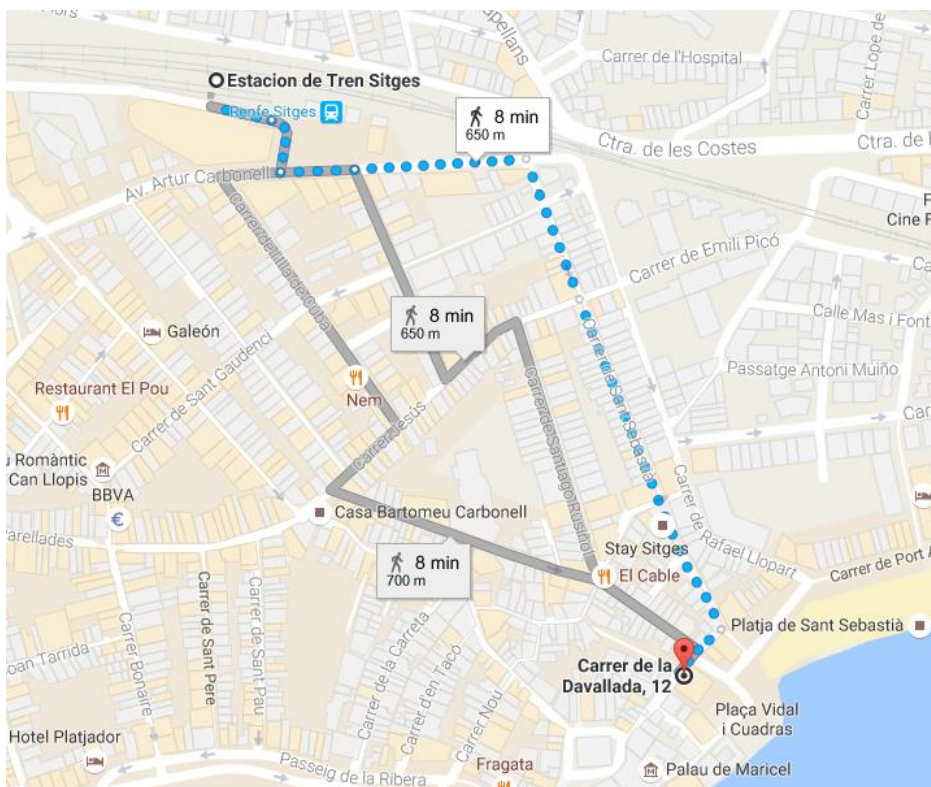 Carrer de l'Hospital
Carrer Lope de
Estacion de Tren Sitges
Renfe Sitges
8 min
650 m
Ctra. de les Costes
Av. Artur Carbonell
Cine
Carrer de Emili Picó
Carrer de l'Illa de Cuba
8 min
650 m
Calle Mas i Font
Galeón
Passatge Antoni Muiño
Restaurant El Pou
Nem
Carrer de Sant Gaudenci
Carrer Jesús
Carrer de Santiago Rusiñol
Carrer de Sant Sebastià
Romàntic
Can Llopis
BBVA
Casa Bartomeu Carbonell
Stay Sitges
Carrer de Rafael Llopart
8 min
700 m
El Cable
Carrer de Port
Platja de Sant Sebastià
Carrer de la
Davallada, 12
Plaça Vidal
i Cuadras
Carrer Bonaire
Carrer de Sant
Pere
Carrer de Sant Pau
Carrer de la Carreta
Carrer d'en Tacó
Carrer Nou
Hotel Platjador
Passeig de la Ribera
Fragata
Palau de Maricel